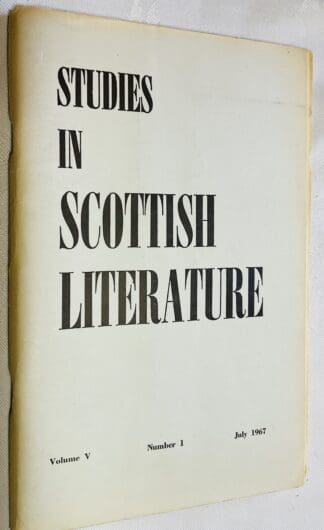 STUDIES
IN
SCOTTISH
LITERATURE
Volume V Number 1 July 1967